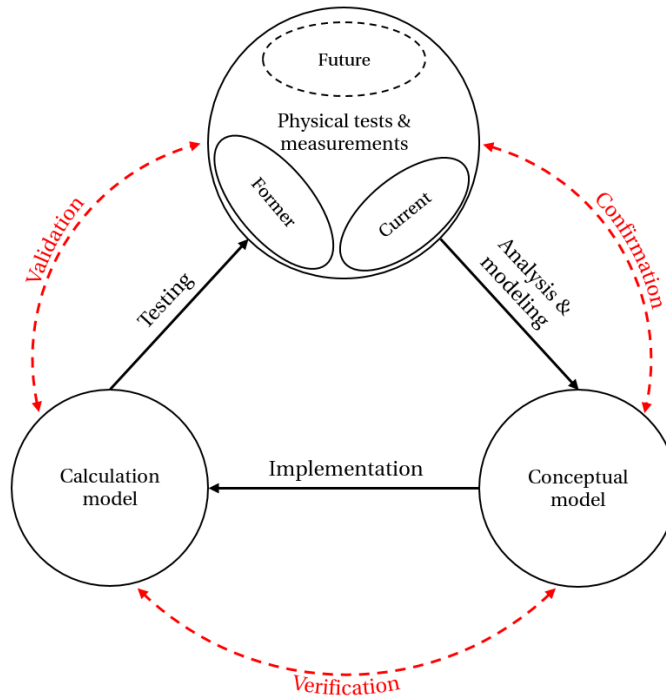 Future
Physical tests &
measurements
Former
Current
Validation
Confirmation
Testing
Analysis &
modeling
Calculation
model
Implementation
Conceptual
model
Verification